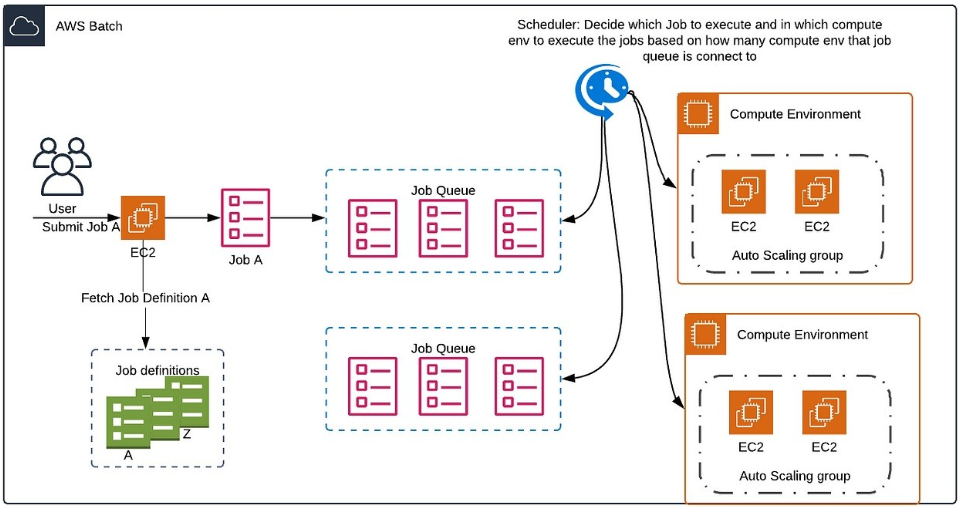 AWS Batch
Scheduler: Decide which Job to execute and in which compute
env to execute the jobs based on how many compute env that job
queue is connect to
User
Submit Job A
EC2
Fetch Job Definition A
Job definitions
A
Z
Job A
Job Queue
Job Queue
Compute Environment
EC2
EC2
Auto Scaling group
Compute Environment
EC2
EC2
Auto Scaling group